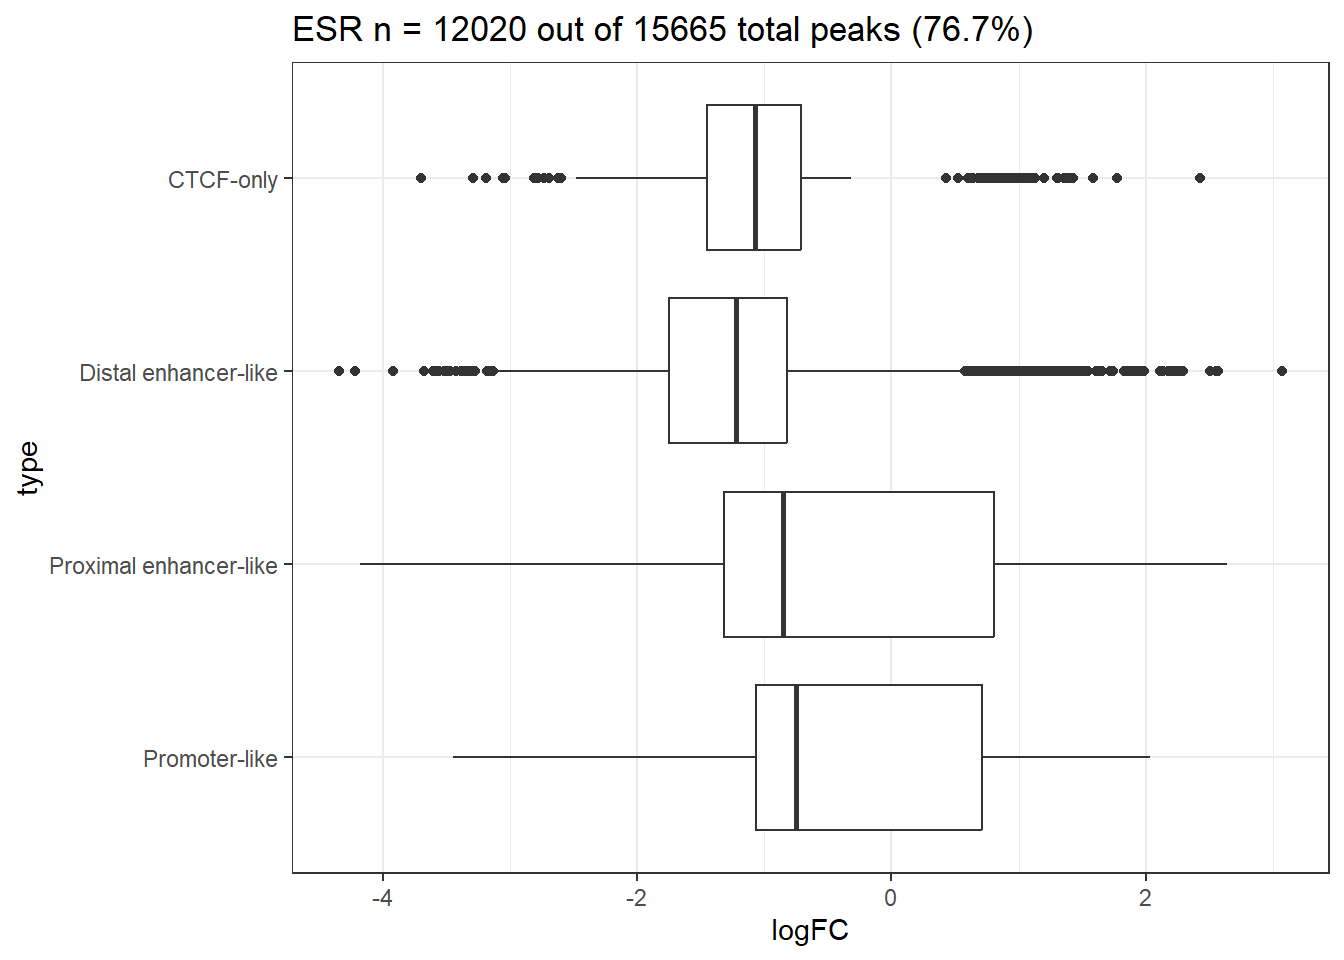 ESR n = 12020 out of 15665 total peaks (76.7%)
CTCF-only
Distal enhancer-like
Proximal enhancer-like
Promoter-like
type
-4
-2
0
2
logFC